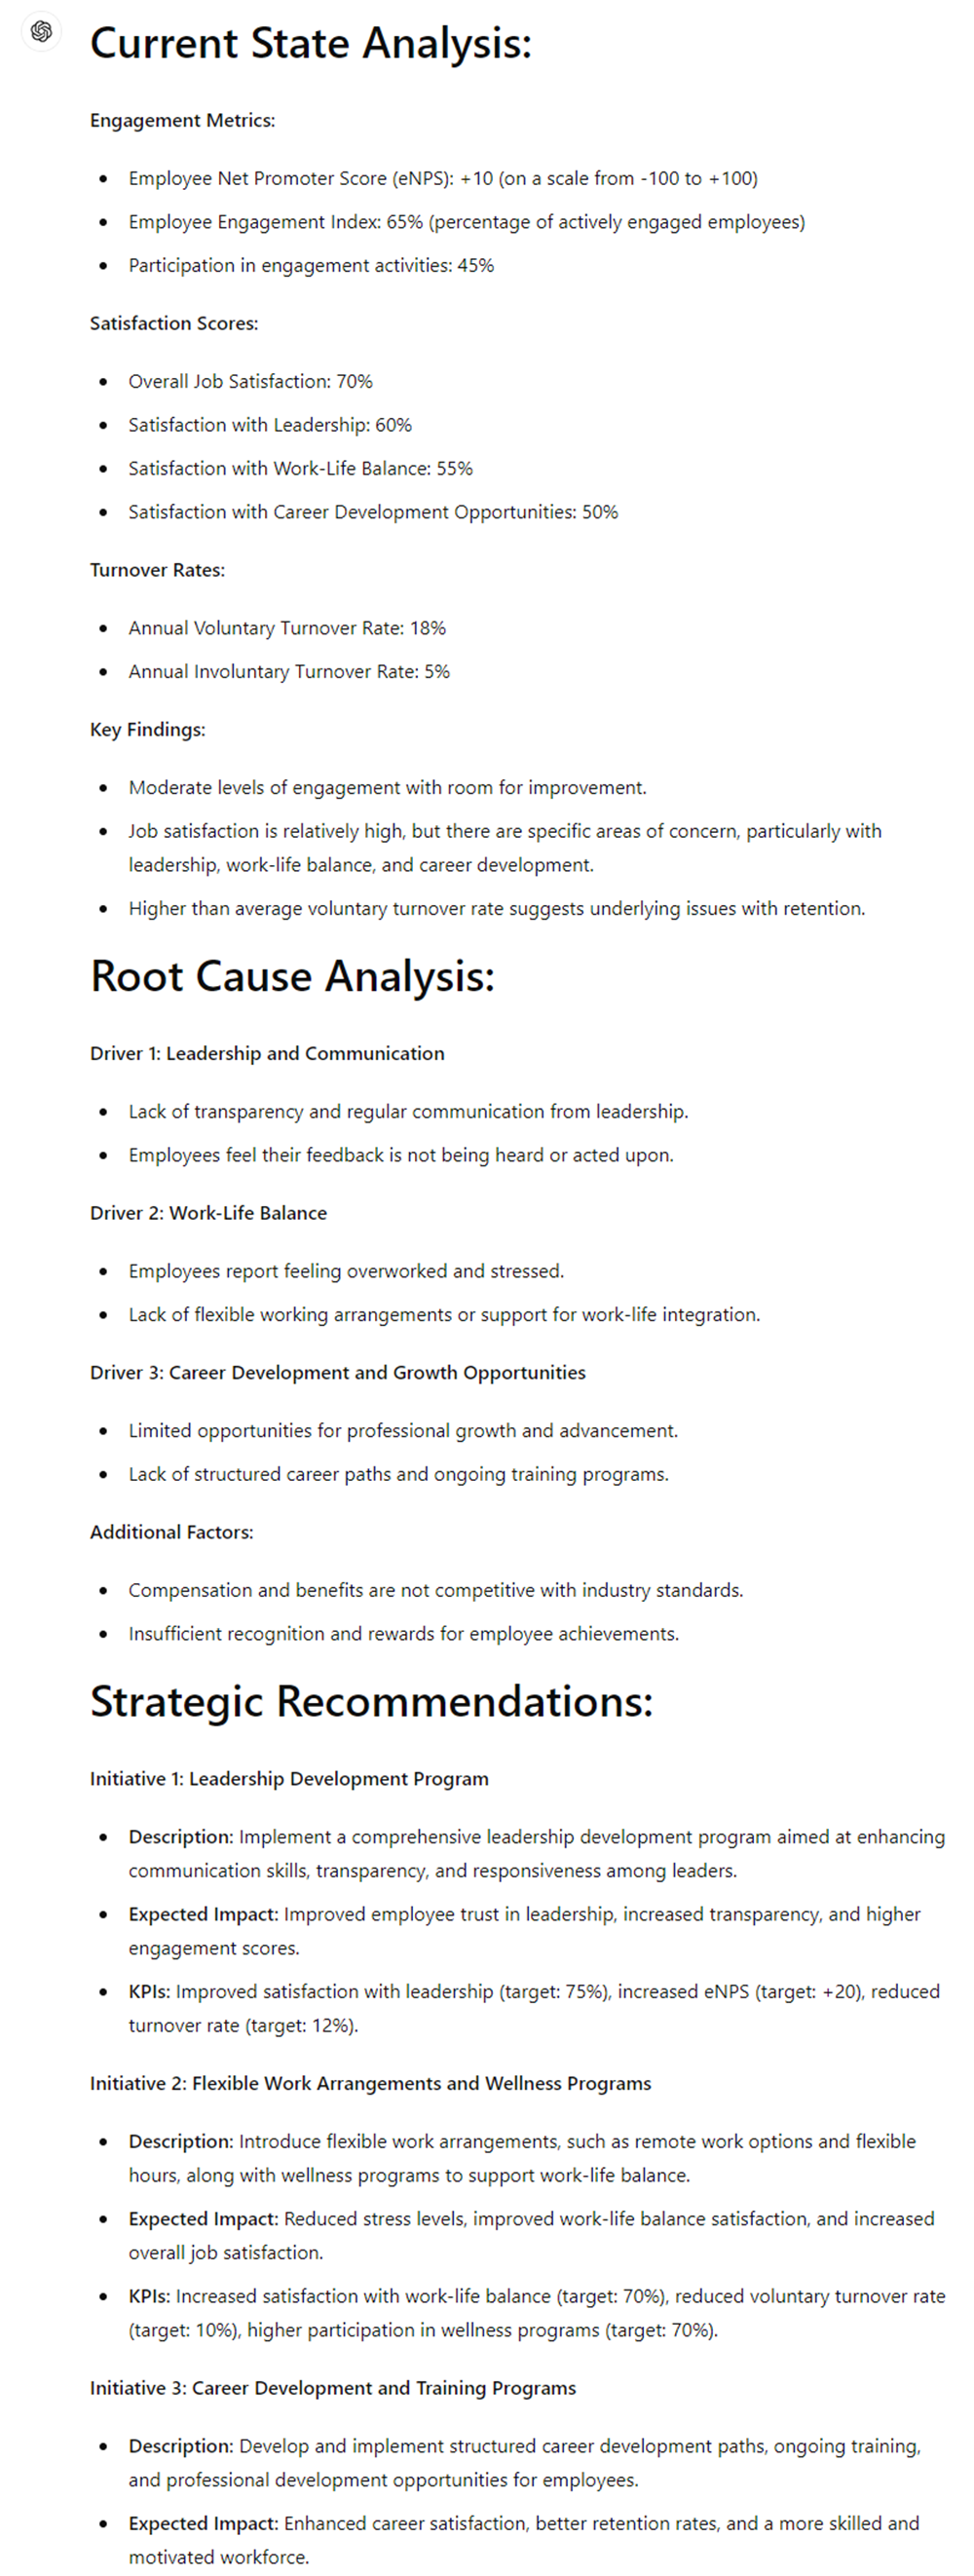 Current State Analysis:
Engagement Metrics:
• Employee Net Promoter Score (eNPS): +10 (on a scale from -100 to +100)
• Employee Engagement Index: 65% (percentage of actively engaged employees)
• Participation in engagement activities: 45%
Satisfaction Scores:
• Overall Job Satisfaction: 70%
• Satisfaction with Leadership: 60%
• Satisfaction with Work-Life Balance: 55%
• Satisfaction with Career Development Opportunities: 50%
Turnover Rates:
• Annual Voluntary Turnover Rate: 18%
• Annual Involuntary Turnover Rate: 5%
Key Findings:
• Moderate levels of engagement with room for improvement.
• Job satisfaction is relatively high, but there are specific areas of concern, particularly with
leadership, work-life balance, and career development.
• Higher than average voluntary turnover rate suggests underlying issues with retention.
Root Cause Analysis:
Driver 1: Leadership and Communication
• Lack of transparency and regular communication from leadership.
• Employees feel their feedback is not being heard or acted upon.
Driver 2: Work-Life Balance
• Employees report feeling overworked and stressed.
• Lack of flexible working arrangements or support for work-life integration.
Driver 3: Career Development and Growth Opportunities
• Limited opportunities for professional growth and advancement.
• Lack of structured career paths and ongoing training programs.
Additional Factors:
• Compensation and benefits are not competitive with industry standards.
• Insufficient recognition and rewards for employee achievements.
Strategic Recommendations:
Initiative 1: Leadership Development Program
• Description: Implement a comprehensive leadership development program aimed at enhancing
communication skills, transparency, and responsiveness among leaders.
• Expected Impact: Improved employee trust in leadership, increased transparency, and higher
engagement scores.
• KPIs: Improved satisfaction with leadership (target: 75%), increased eNPS (target: +20), reduced
turnover rate (target: 12%).
Initiative 2: Flexible Work Arrangements and Wellness Programs
• Description: Introduce flexible work arrangements, such as remote work options and flexible
hours, along with wellness programs to support work-life balance.
• Expected Impact: Reduced stress levels, improved work-life balance satisfaction, and increased
overall job satisfaction.
• KPIs: Increased satisfaction with work-life balance (target: 70%), reduced voluntary turnover rate
(target: 10%), higher participation in wellness programs (target: 70%).
Initiative 3: Career Development and Training Programs
• Description: Develop and implement structured career development paths, ongoing training,
and professional development opportunities for employees.
• Expected Impact: Enhanced career satisfaction, better retention rates, and a more skilled and
motivated workforce.